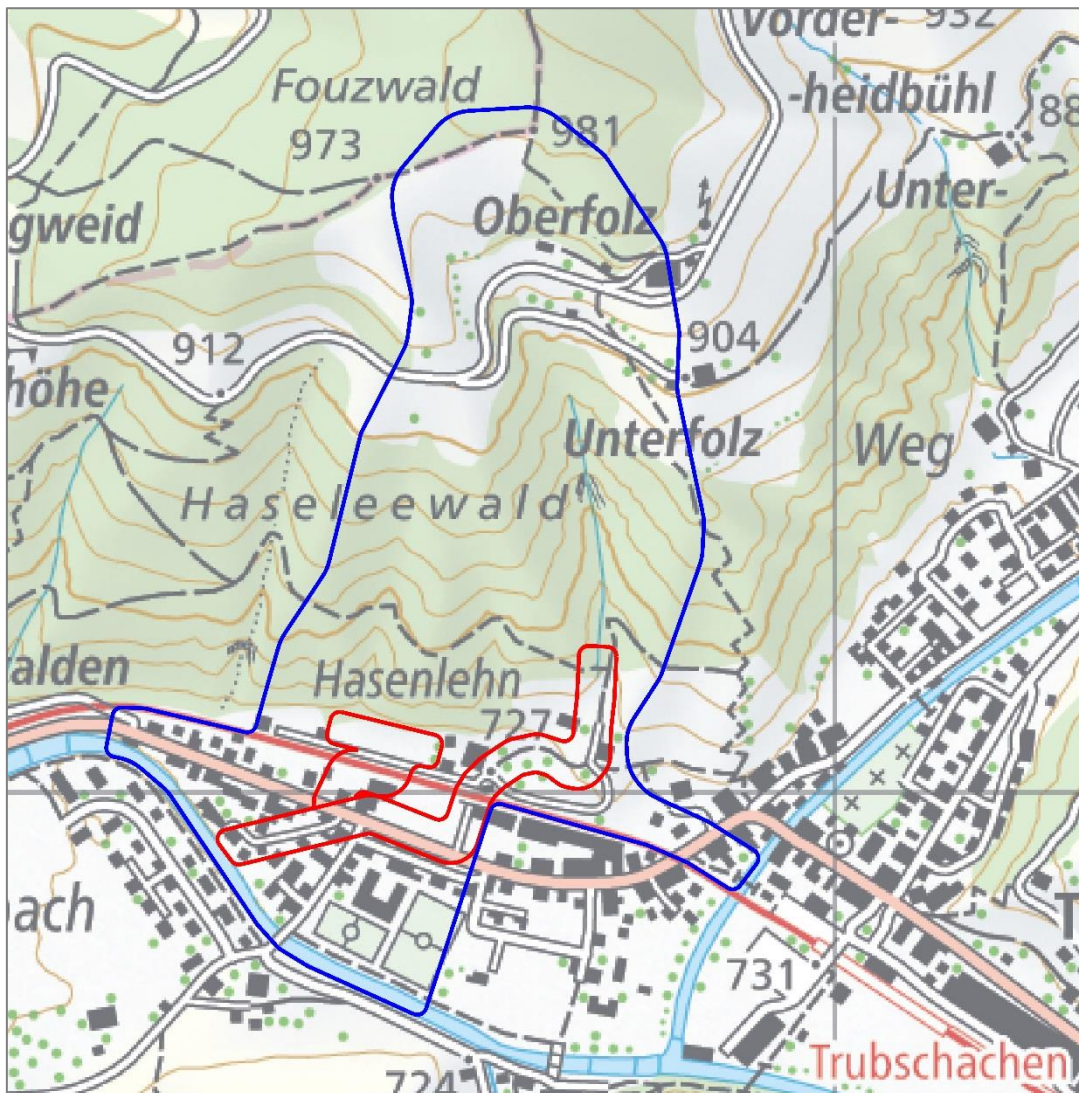 Vorder-
932
-heidbühl
Fouzwald
973
981
88
Unter-
gweid
Oberfolz
912
904
höhe
Unterfolz
Weg
Haseleewald
alden
Hasenlehn
727
ach
731
Trubschachen
T
724